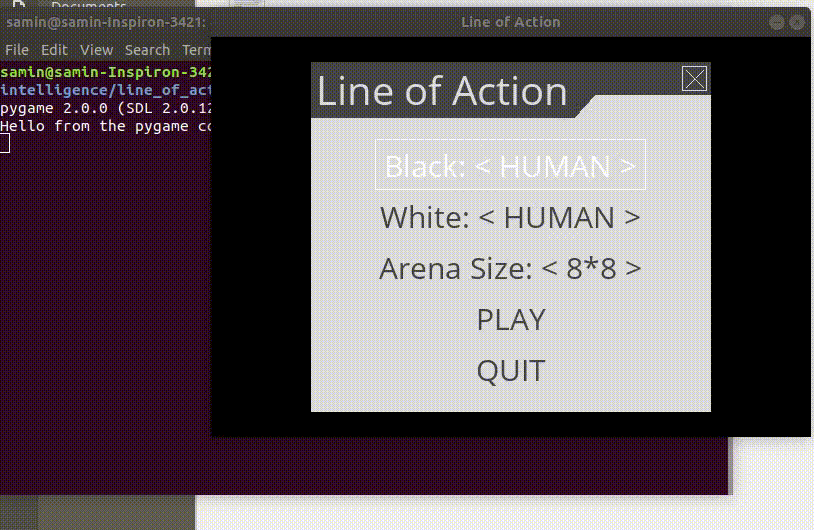 Documents
samin@samin-Inspiron-3421:
Line of Action
File Edit View Search Term
samin@samin-Inspiron-342
intelligence/line_of_act
pygame 2.0.0 (SDL 2.0.12
Hello from the pygame co
Line of Action
Black: < HUMAN >
White: < HUMAN >
Arena Size: < 8*8 >
PLAY
QUIT